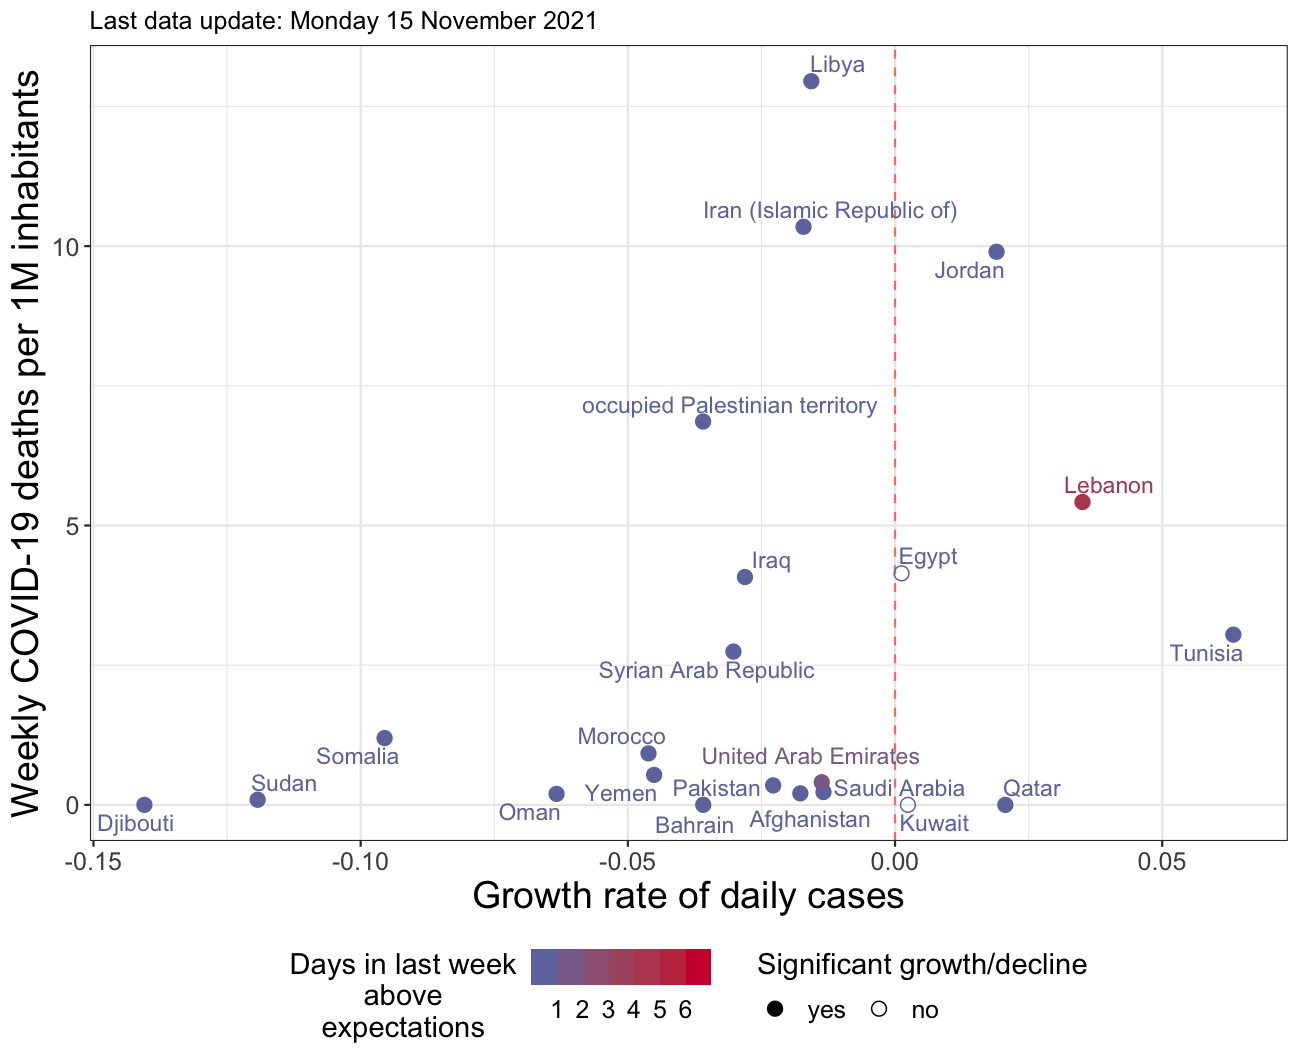 Last data update: Monday 15 November 2021
Weekly COVID-19 deaths per 1M inhabitants
10
5
0
Libya
Iran (Islamic Republic of)
Jordan
occupied Palestinian territory
Lebanon
Egypt
Iraq
Tunisia
Syrian Arab Republic
Morocco
Somalia
United Arab Emirates
Sudan
Yemen
Pakistan
Saudi Arabia
Qatar
Oman
Djibouti
Bahrain
Afghanistan
Kuwait
-0.15
-0.10
-0.05
0.00
0.05
Growth rate of daily cases
Days in last week
above
expectations
1 2 3 4 5 6
Significant growth/decline
yes
no